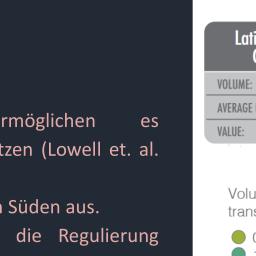 rmöglichen es
tzen (Lowell et. al.
Süden aus.
die Regulierung
Lati
VOLUME:
AVERAGE
VALUE:
Volu
trans